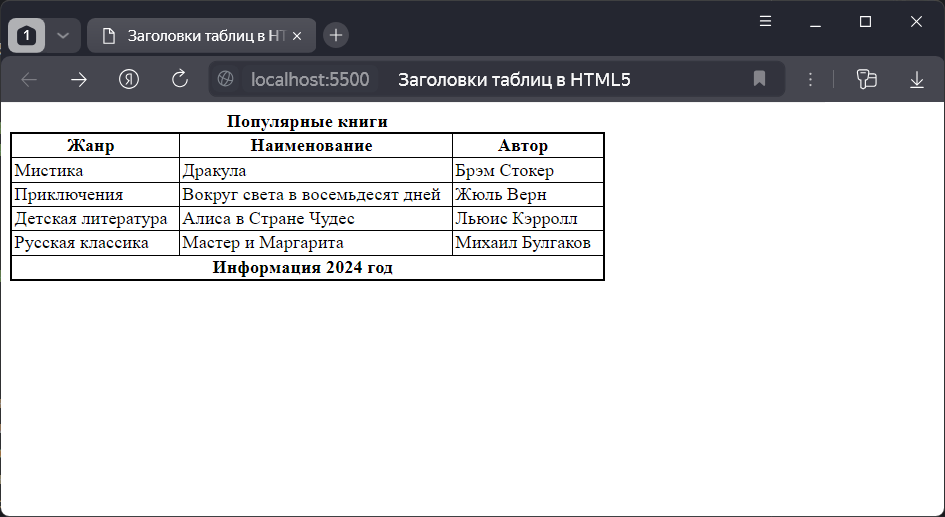 1
Заголовки таблиц в HT
localhost:5500 Заголовки таблиц в HTML5
Популярные книги
Жанр Наименование Автор
Мистика Дракула Брэм Стокер
Приключения Вокруг света в восемьдесят дней Жюль Верн
Детская литература Алиса в Стране Чудес Льюис Кэрролл
Русская классика Мастер и Маргарита Михаил Булгаков
Информация 2024 год